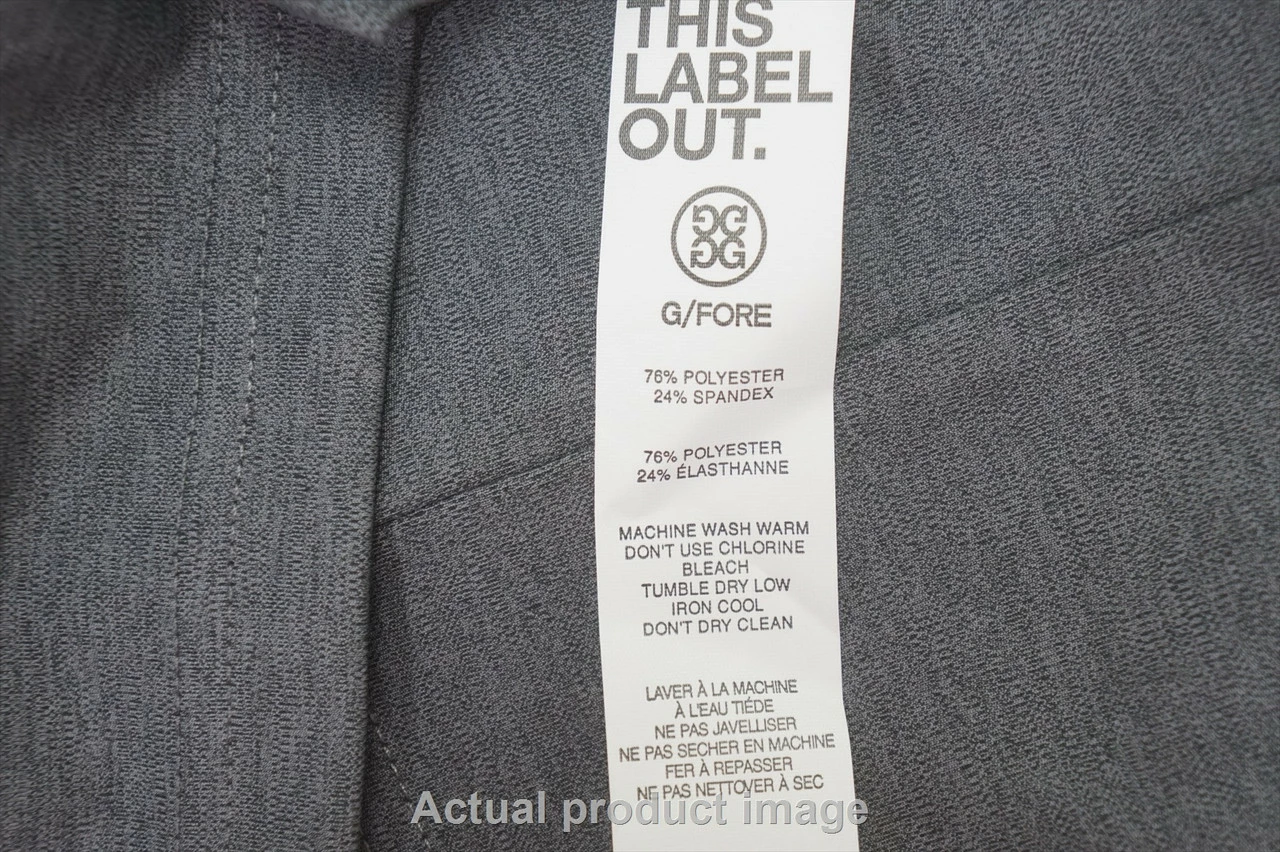 THIS
LABEL
OUT.
G/FORE
76% POLYESTER
24% SPANDEX
76% POLYESTER
24% ÉLASTHANNE
MACHINE WASH WARM
DON'T USE CHLORINE
BLEACH
TUMBLE DRY LOW
IRON COOL
DON'T DRY CLEAN
LAVER À LA MACHINE
À L'EAU TIÉDE
NE PAS JAVELLISER
NE PAS SECHER EN MACHINE
FER À REPASSER
NE PAS NETTOVER À SEC
Actual product image